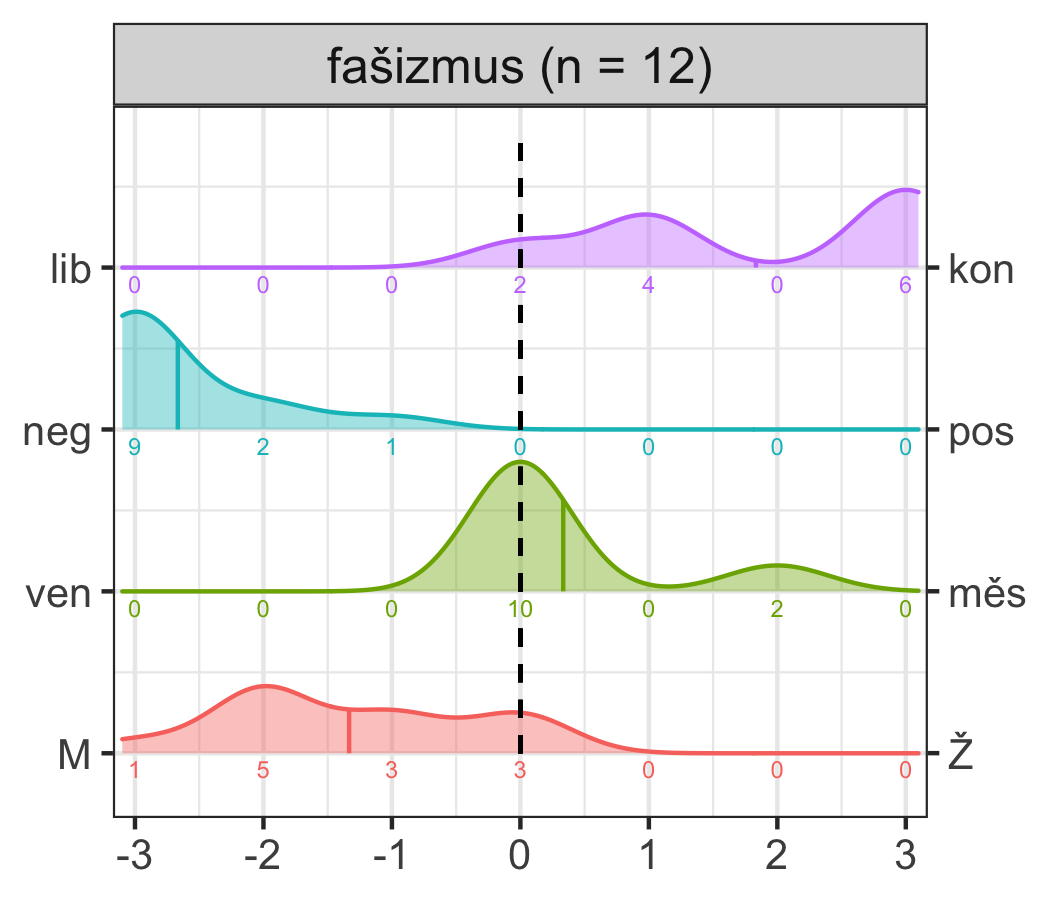 fašizmus (n = 12)
lib kon
0 0 0 2 4 0 6
neg pos
9 2 1 0 0 0 0
ven měs
0 0 0 10 0 2 0
M Ž
1 5 3 3 0 0 0
-3 -2 -1 0 1 2 3